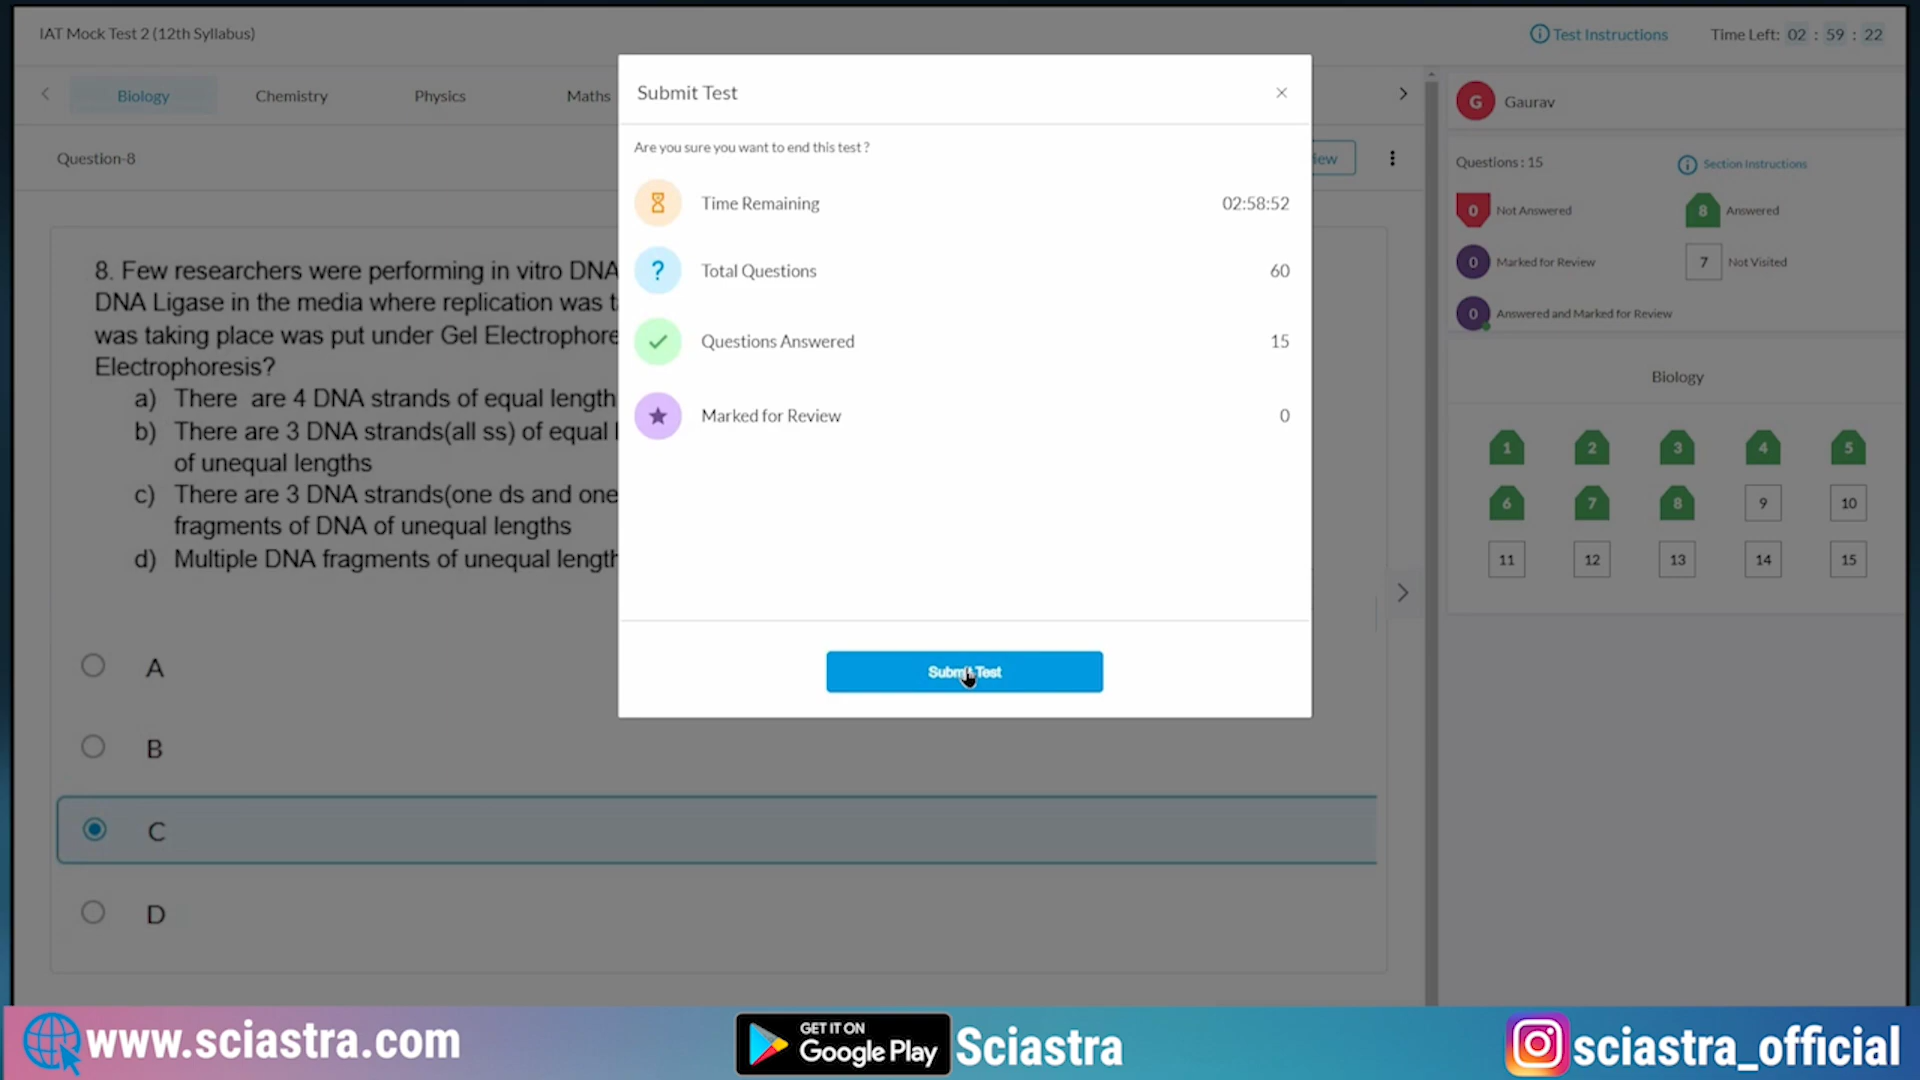 IAT Mock Test 2 (12th Syllabus)
Test Instructions
Time Left: 02 : 59 : 22
Biology
Chemistry
Physics
Maths
Submit Test
Are you sure you want to end this test ?
Time Remaining
02:58:52
Total Questions
60
Questions Answered
15
Marked for Review
0
Submit Test
Question-8
8. Few researchers were performing in vitro DNA
DNA Ligase in the media where replication was
was taking place was put under Gel
Electrophoresis?
a) There are 4 DNA strands of equal length
b) There are 3 DNA strands(all ss) of equal
of unequal lengths
c) There are 3 DNA strands(one ds and one
fragments of DNA of unequal lengths
d) Multiple DNA fragments of unequal
A
B
C
D
G Gaurav
Questions : 15
Section Instructions
0 Not Answered
8 Answered
0 Marked for Review
7 Not Visited
0 Answered and Marked for Review
Biology
1 2 3 4 5
6 7 8 9 10
11 12 13 14 15
www.sciastra.com
GET IT ON
Google Play
Sciastra
sciastra_official